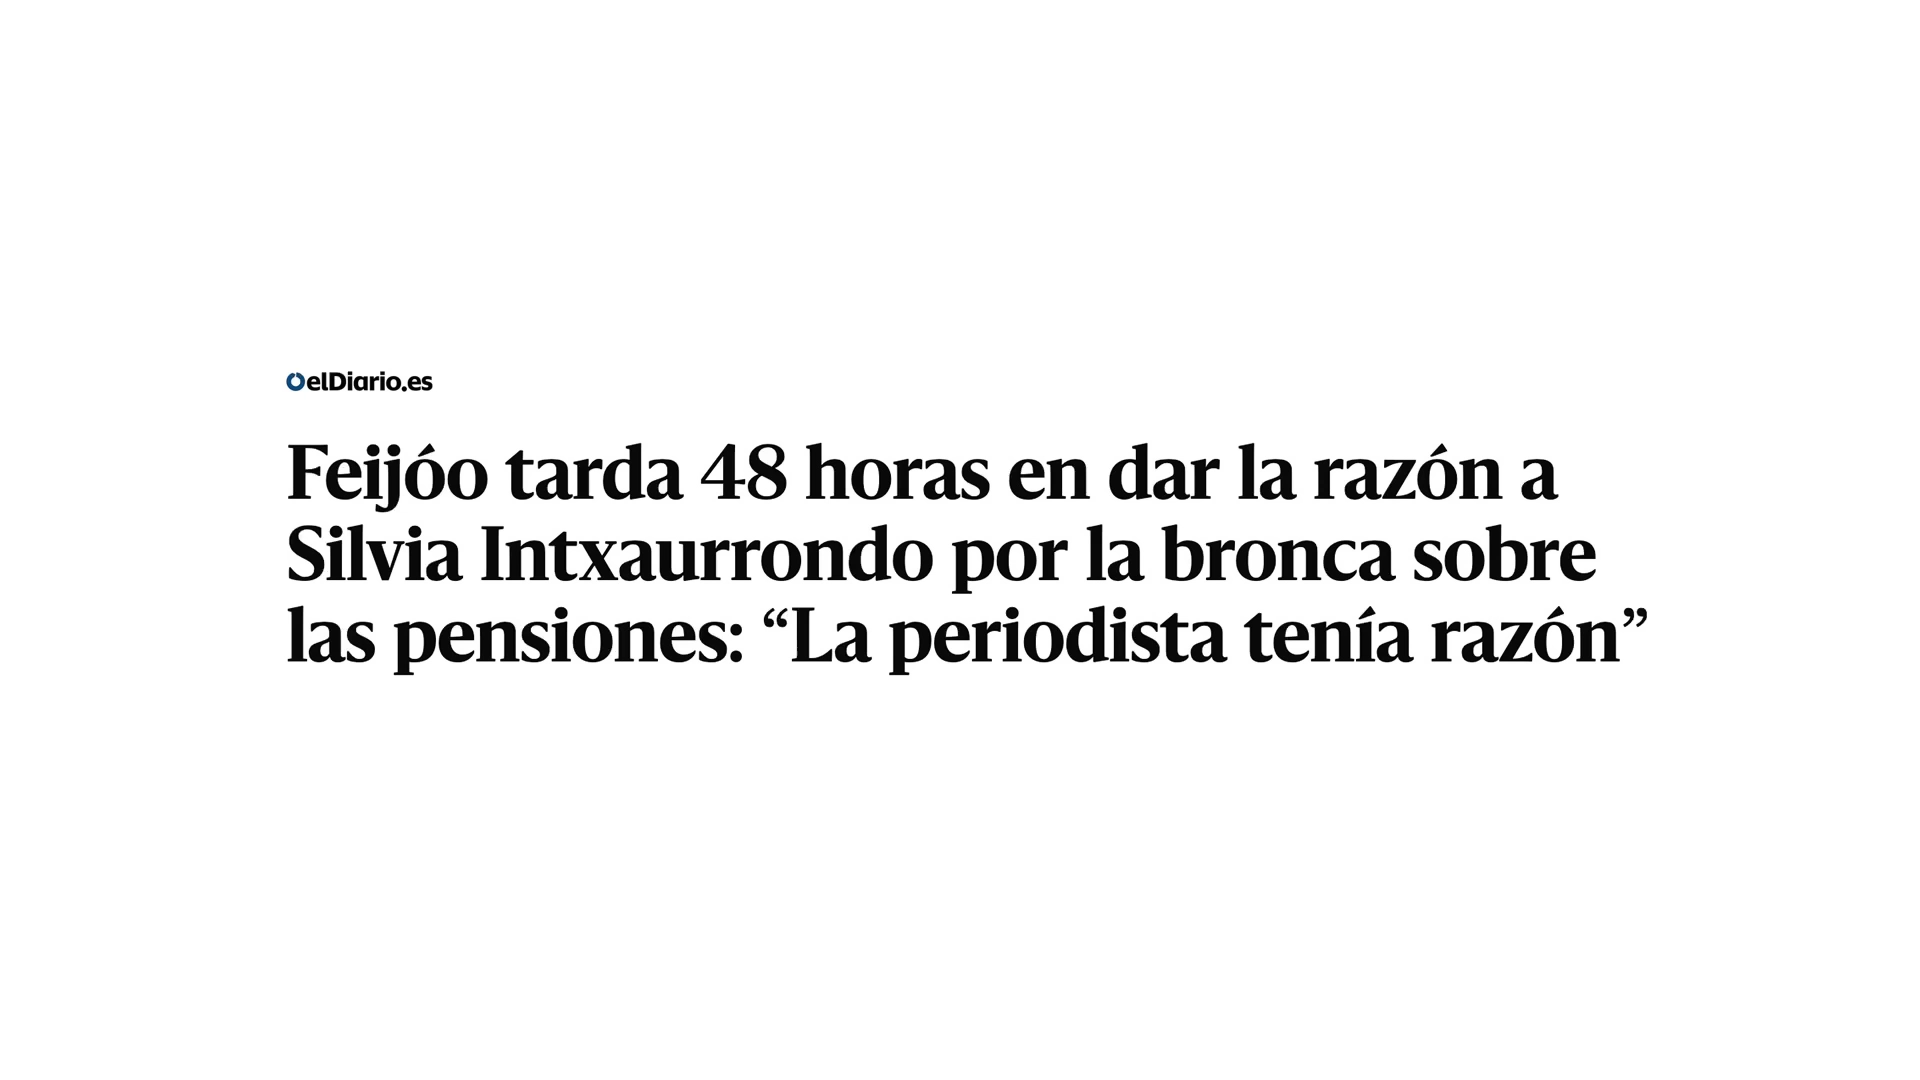 elDiario.es
Feijóo tarda 48 horas en dar la razón a
Silvia Intxaurrondo por la bronca sobre
las pensiones: “La periodista tenía razón”